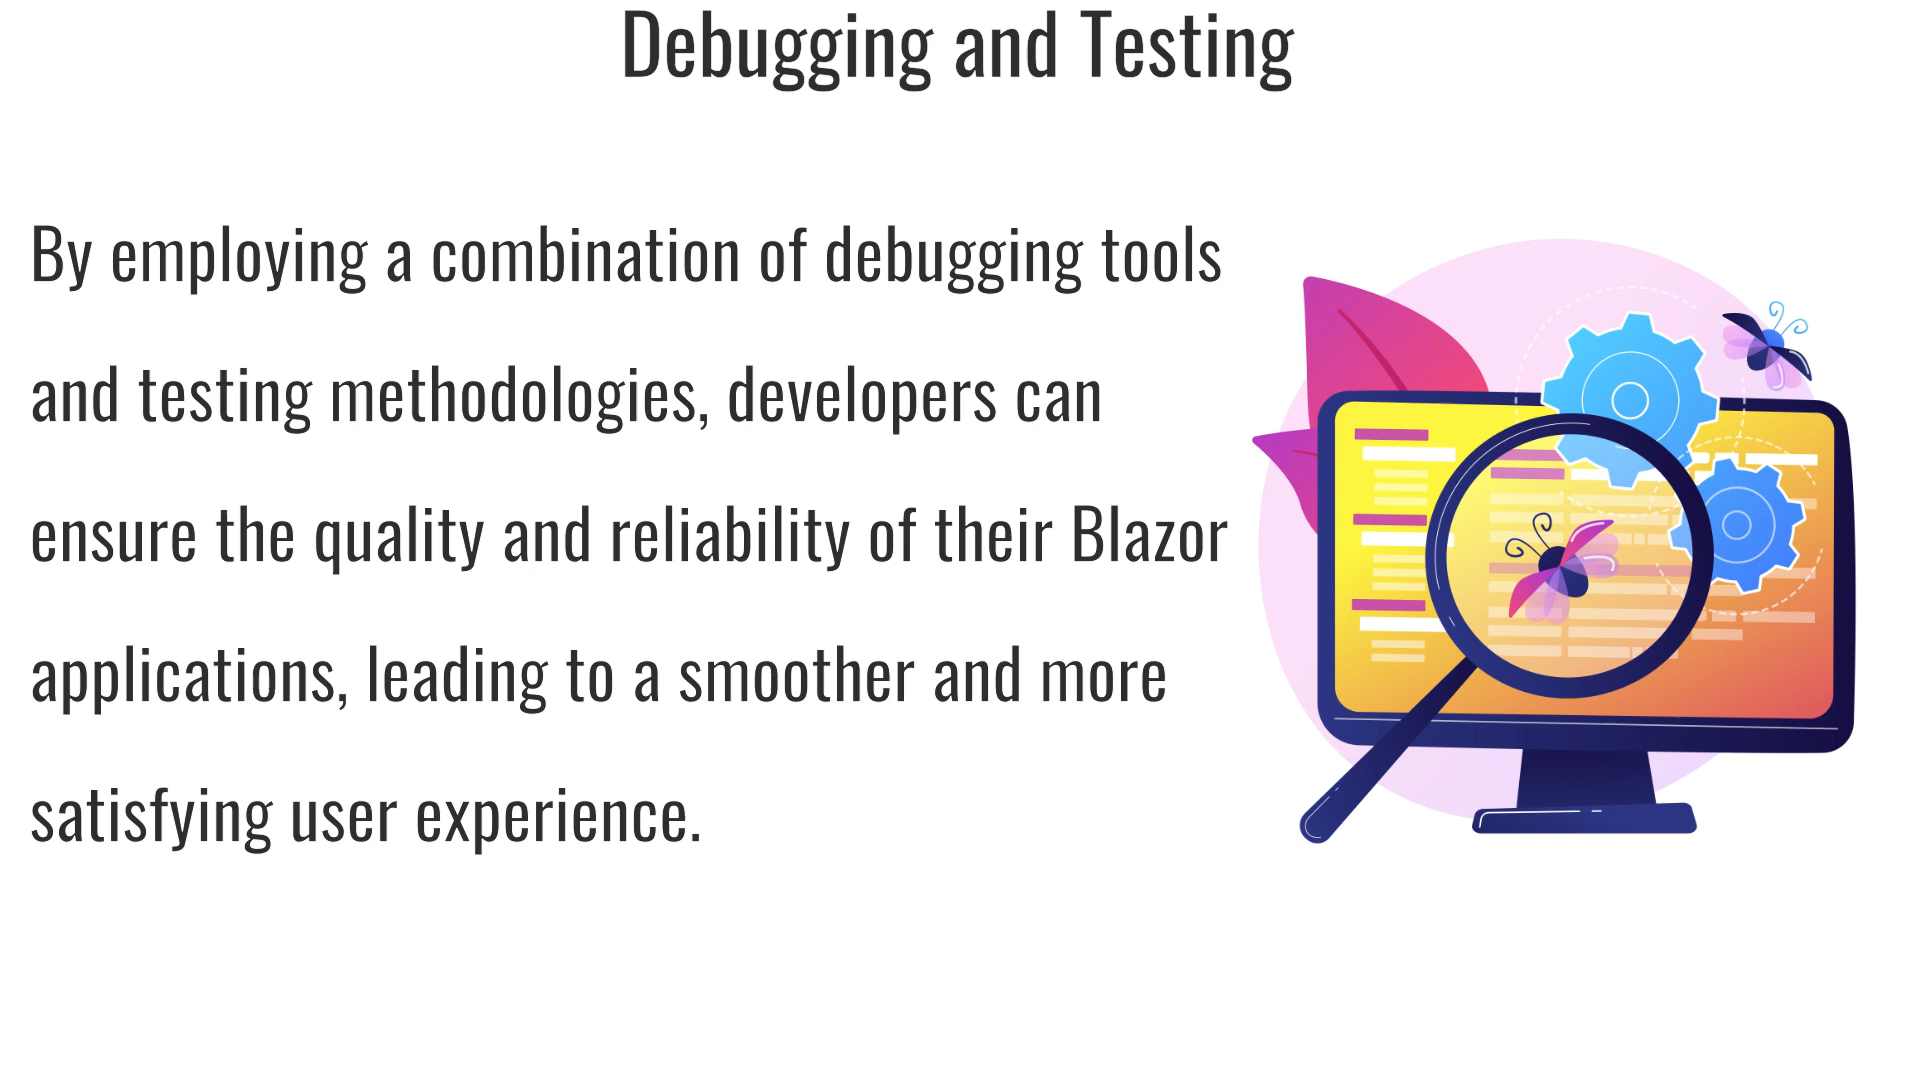 Debugging and Testing
By employing a combination of debugging tools
and testing methodologies, developers can
ensure the quality and reliability of their Blazor
applications, leading to a smoother and more
satisfying user experience.